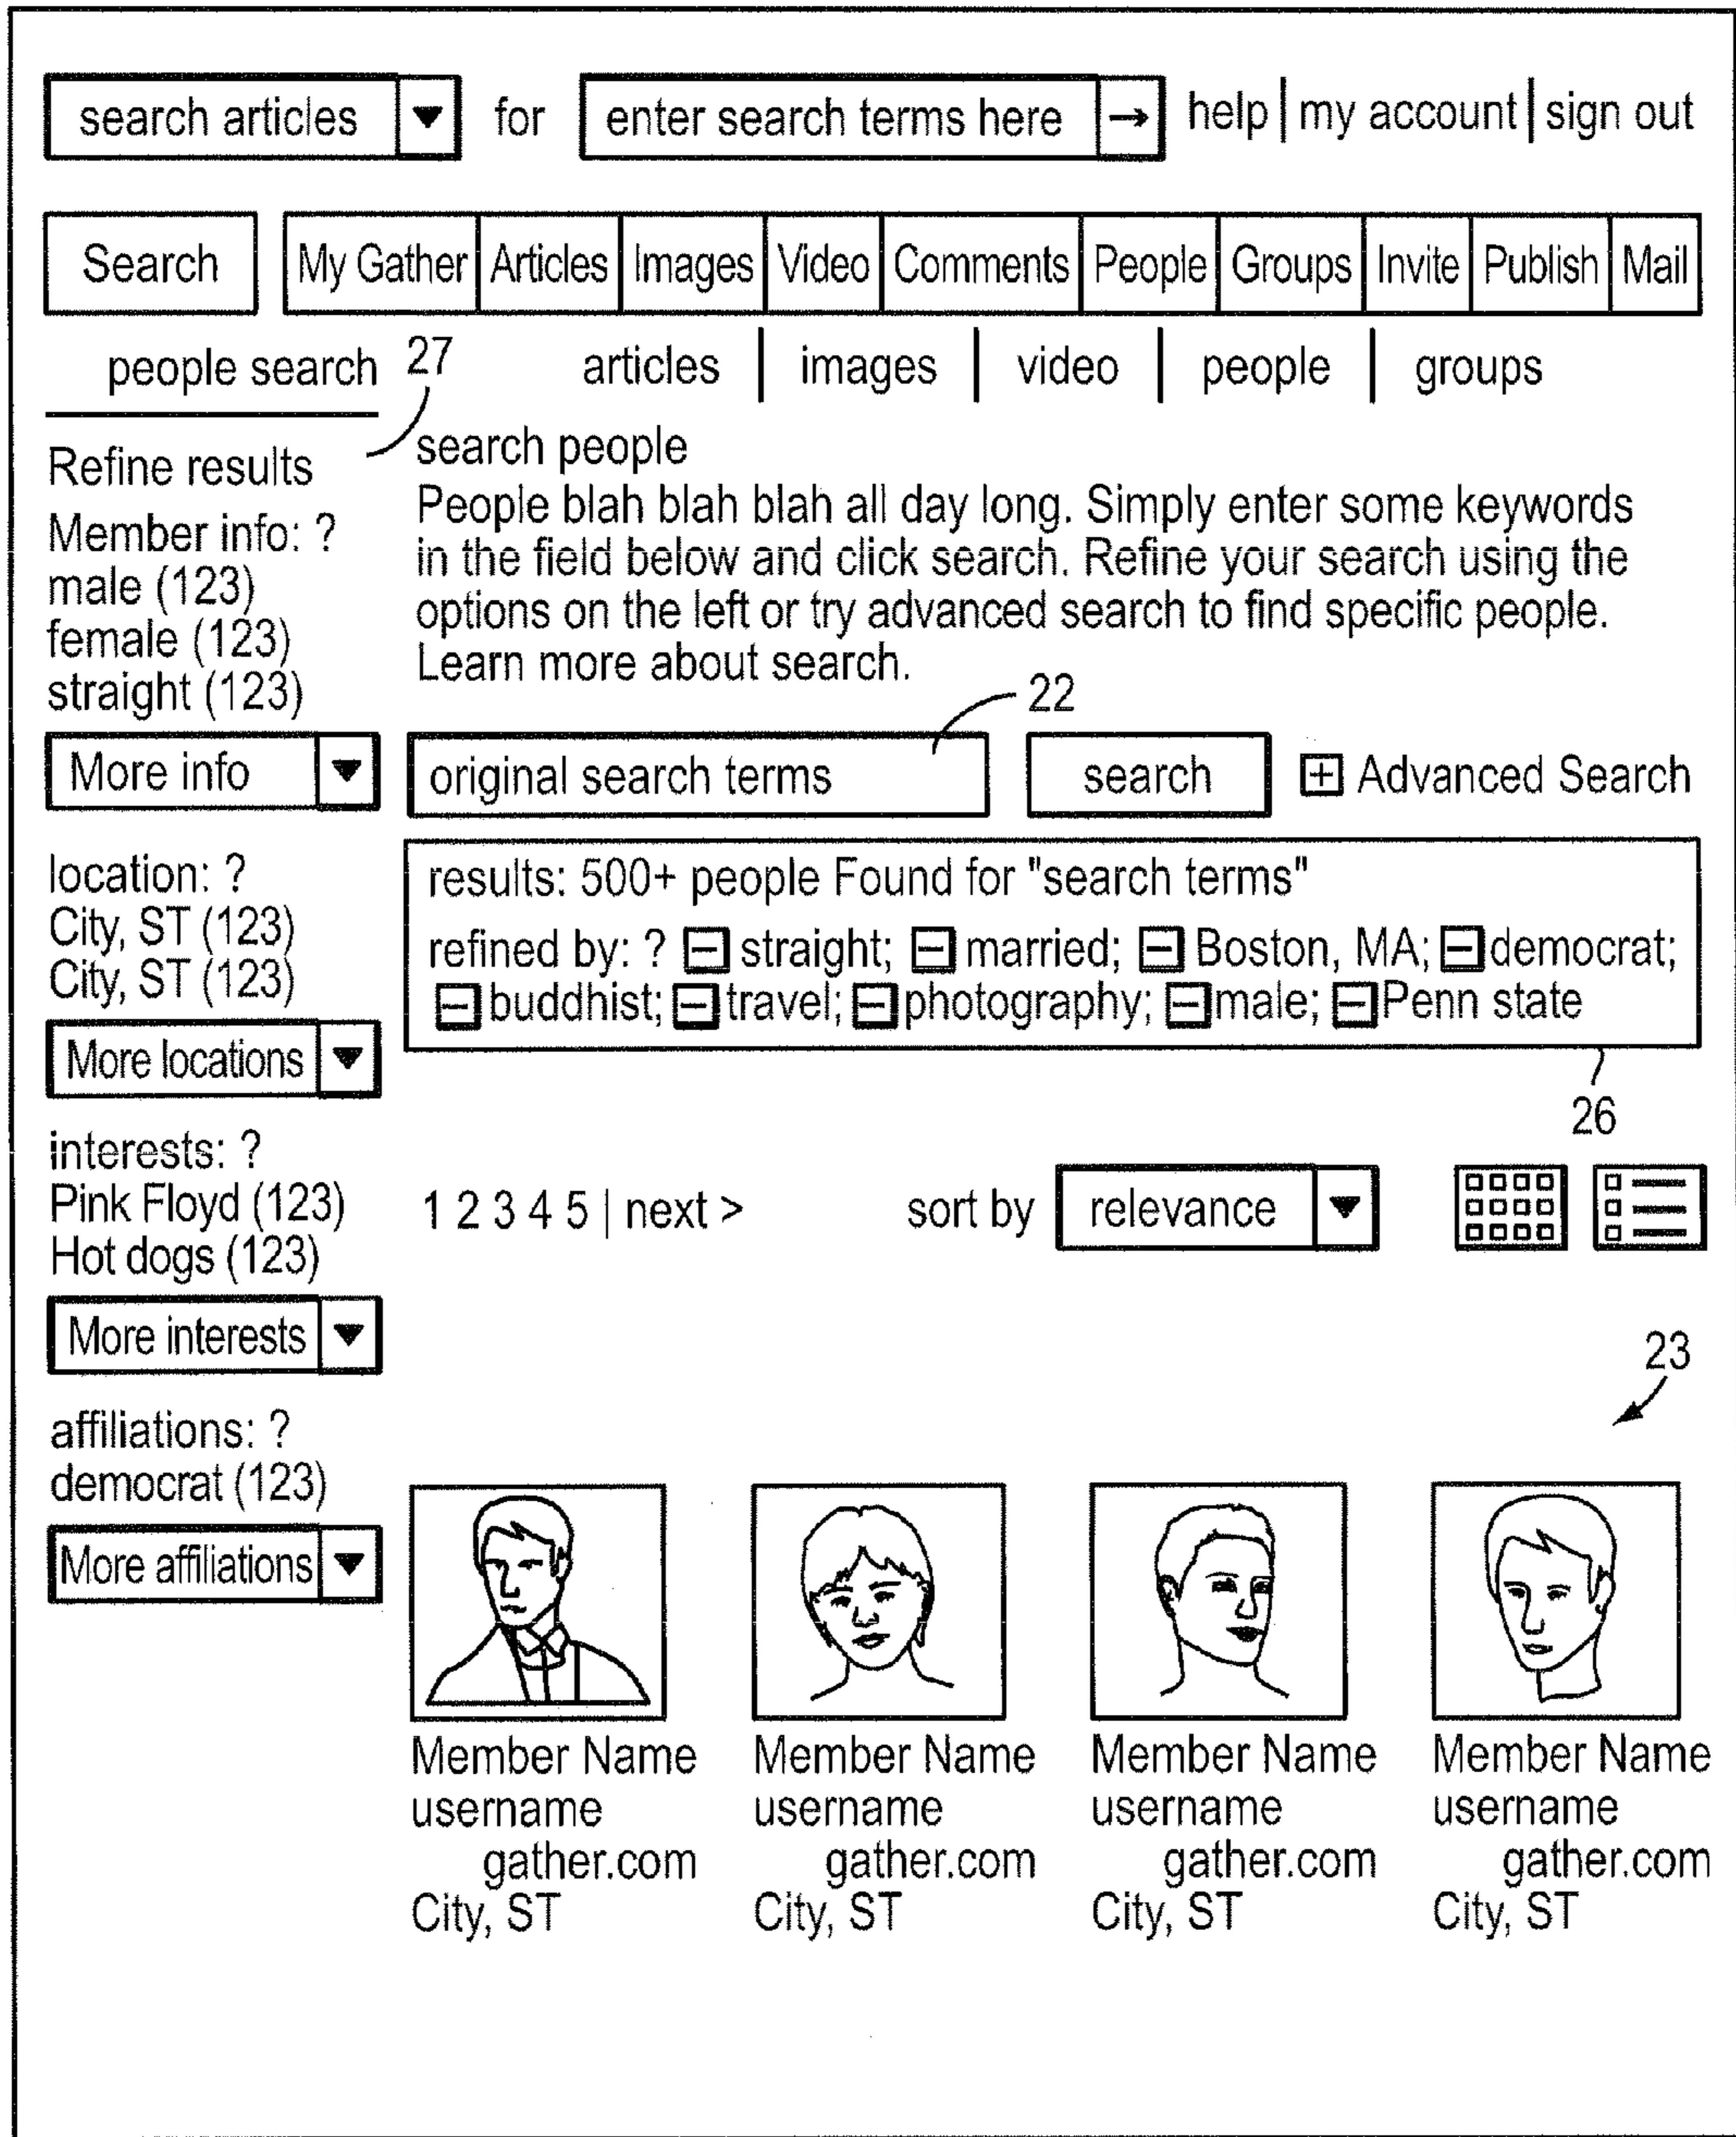 search articles ▼ for enter search terms here → help | my account | sign out
Search My Gather Articles Images Video Comments People Groups Invite Publish Mail
people search 27 articles | images | video | people | groups
Refine results
Member info: ?
male (123)
female (123)
straight (123)
More info ▼
location: ?
City, ST (123)
City, ST (123)
More locations ▼
interests: ?
Pink Floyd (123)
Hot dogs (123)
More interests ▼
affiliations: ?
democrat (123)
More affiliations ▼
search people
People blah blah blah all day long. Simply enter some keywords
in the field below and click search. Refine your search using the
options on the left or try advanced search to find specific people.
Learn more about search.
22
original search terms search + Advanced Search
results: 500+ people Found for "search terms"
refined by: ? − straight; − married; − Boston, MA; − democrat;
− buddhist; − travel; − photography; − male; − Penn state
26
1 2 3 4 5 | next > sort by relevance ▼
23
Member Name Member Name Member Name Member Name
username username username username
gather.com gather.com gather.com gather.com
City, ST City, ST City, ST City, ST